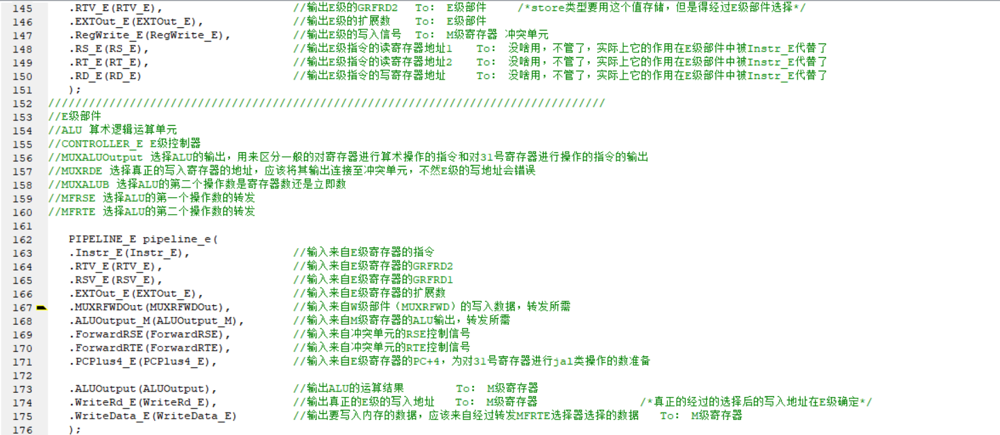 145 .RTV_E(RTV_E), //输出E级的GRFRD2 To: E级部件 /*store类型要用这个值存储，但是得经过E级部件选择*/
146 .EXTOut_E(EXTOut_E), //输出E级的扩展数 To: E级部件
147 .RegWrite_E(RegWrite_E), //输出E级的写入信号 To: M级寄存器 冲突单元
148 .RS_E(RS_E), //输出E级指令的读寄存器地址1 To: 没啥用，不管了，实际上它的作用在E级部件中被Instr_E代替了
149 .RT_E(RT_E), //输出E级指令的读寄存器地址2 To: 没啥用，不管了，实际上它的作用在E级部件中被Instr_E代替了
150 .RD_E(RD_E) //输出E级指令的写寄存器地址 To: 没啥用，不管了，实际上它的作用在E级部件中被Instr_E代替了
151 );
152 //////////////////////////////////////////////////////////////////////////////////
153 //E级部件
154 //ALU 算术逻辑运算单元
155 //CONTROLLER_E E级控制器
156 //MUXALUOutput 选择ALU的输出，用来区分一般的对寄存器进行算术操作的指令和对31号寄存器进行操作的指令的输出
157 //MUXRDE 选择真正的写入寄存器的地址，应该将其输出连接至冲突单元，不然E级的写地址会错误
158 //MUXALUB 选择ALU的第二个操作数是寄存器数还是立即数
159 //MFRSE 选择ALU的第一个操作数的转发
160 //MFRTE 选择ALU的第二个操作数的转发
161
162 PIPELINE_E pipeline_e(
163 .Instr_E(Instr_E), //输入来自E级寄存器的指令
164 .RTV_E(RTV_E), //输入来自E级寄存器的GRFRD2
165 .RSV_E(RSV_E), //输入来自E级寄存器的GRFRD1
166 .EXTOut_E(EXTOut_E), //输入来自E级寄存器的扩展数
167 .MUXRFWDOut(MUXRFWDOut), //输入来自W级部件（MUXRFWD）的写入数据，转发所需
168 .ALUOutput_M(ALUOutput_M), //输入来自M级寄存器的ALU输出，转发所需
169 .ForwardRSE(ForwardRSE), //输入来自冲突单元的RSE控制信号
170 .ForwardRTE(ForwardRTE), //输入来自冲突单元的RTE控制信号
171 .PCPlus4_E(PCPlus4_E), //输入来自E级寄存器的PC+4，为对31号寄存器进行jal类操作的数准备
172
173 .ALUOutput(ALUOutput), //输出ALU的运算结果 To: M级寄存器
174 .WriteRd_E(WriteRd_E), //输出真正的E级的写入地址 To: M级寄存器 /*真正的经过的选择后的写入地址在E级确定*/
175 .WriteData_E(WriteData_E) //输出要写入内存的数据，应该来自经过转发MFRTE选择器选择的数据 To: M级寄存器
176 );